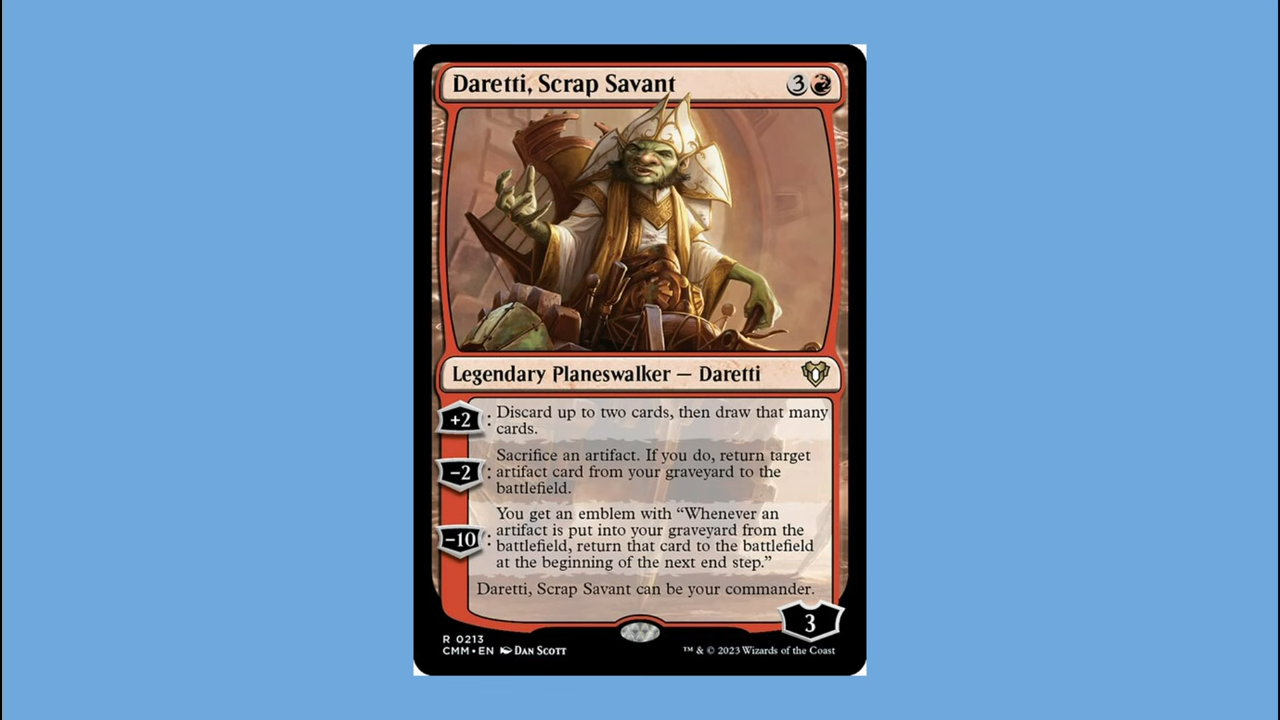 Daretti, Scrap Savant 3
Legendary Planeswalker — Daretti
+2: Discard up to two cards, then draw that many
cards.
Sacrifice an artifact. If you do, return target
−2: artifact card from your graveyard to the
battlefield.
You get an emblem with “Whenever an
artifact is put into your graveyard from the
−10: battlefield, return that card to the battlefield
at the beginning of the next end step.”
Daretti, Scrap Savant can be your commander.
3
R 0213
CMM • EN Dan Scott
™ & © 2023 Wizards of the Coast